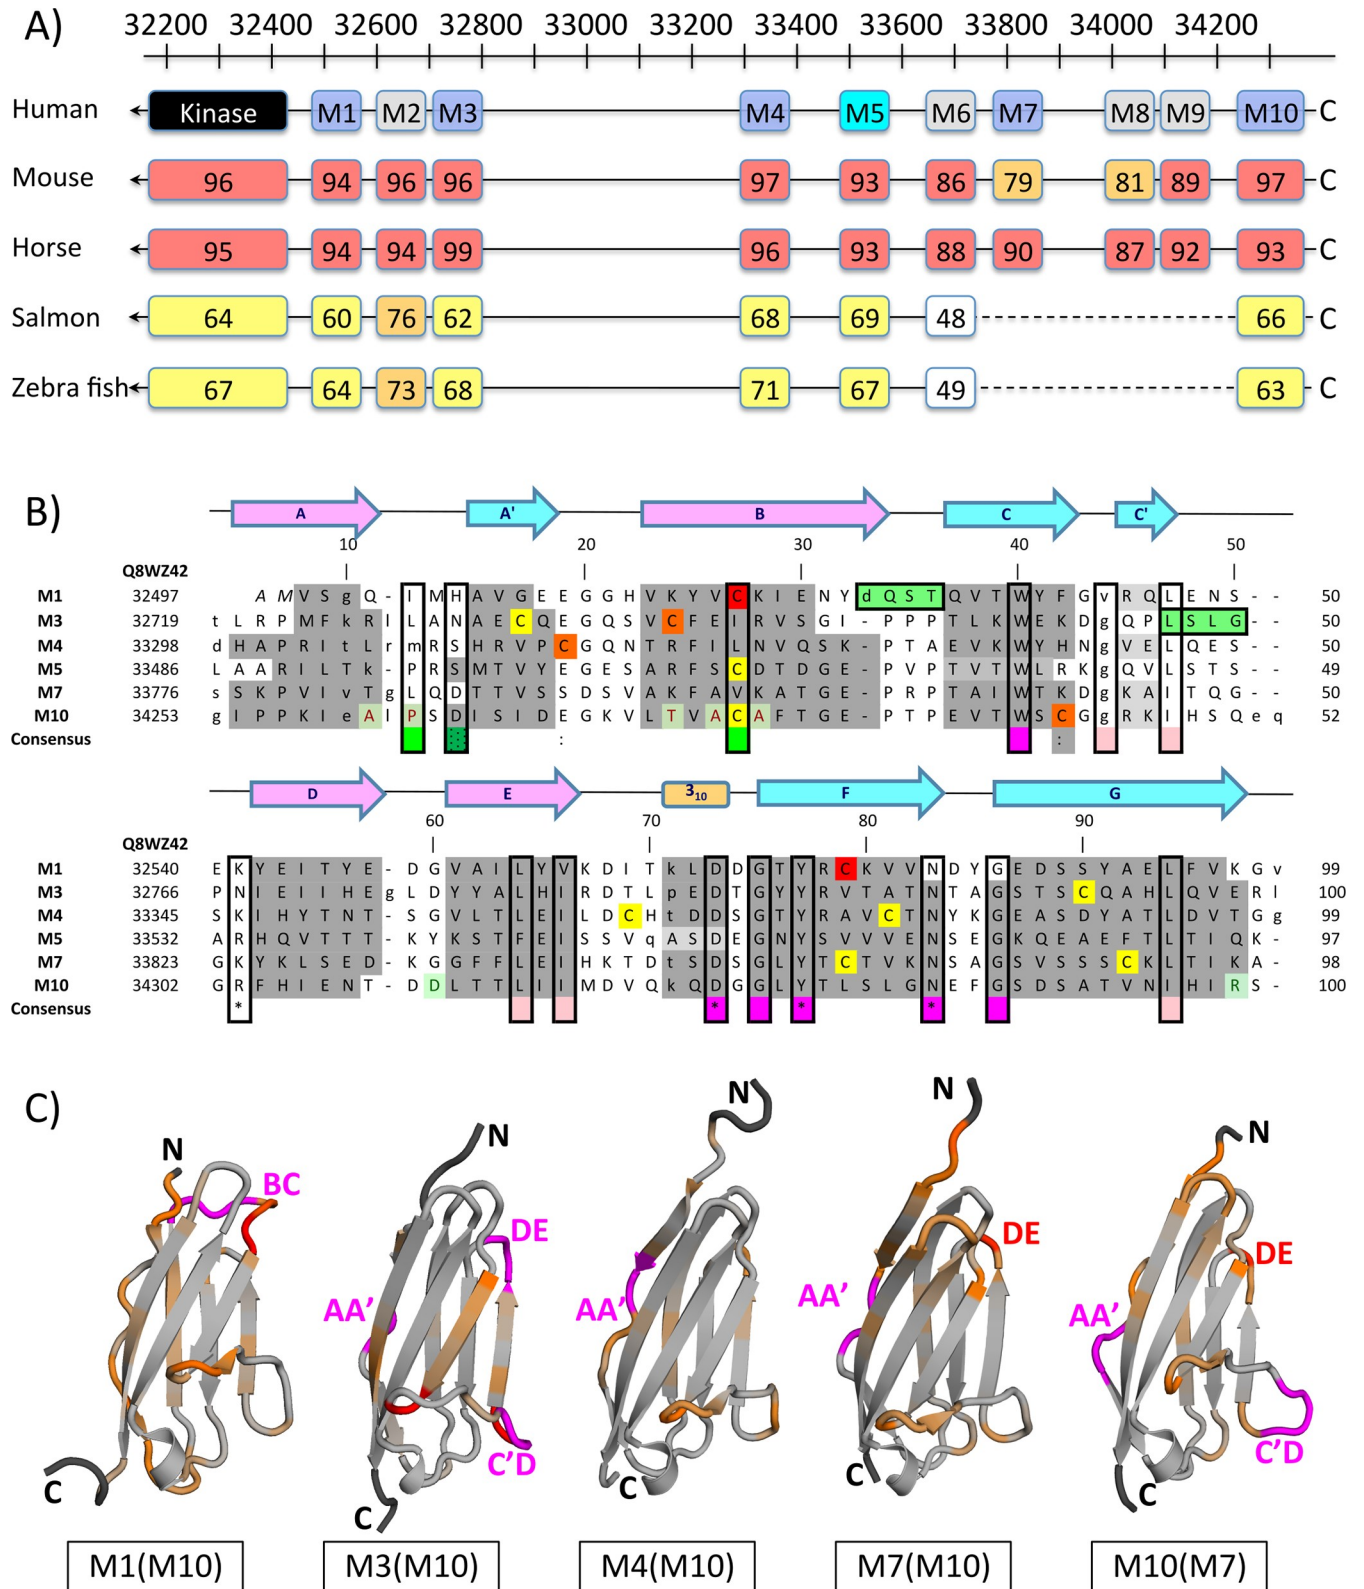 A)
32200 32400 32600 32800 33000 33200 33400 33600 33800 34000 34200
Human Kinase M1 M2 M3 M4 M5 M6 M7 M8 M9 M10 C
Mouse 96 94 96 96 97 93 86 79 81 89 97 C
Horse 95 94 94 99 96 93 88 90 87 92 93 C
Salmon 64 60 76 62 68 69 48 66 C
Zebra fish 67 64 73 68 71 67 49 63 C
B)
A A' B C C'
10 20 30 40 50
Q8WZ42
M1 32497 A M V S g Q - I M H A V G E E G G H V K Y V C K I E N Y d Q S T Q V T W Y F G v R Q L E N S - - 50
M3 32719 t L R P M F k R I L A N A E C Q E G Q S V C F E I R V S G I - P P P T L K W E K D g Q P L S L G - - 50
M4 33298 d H A P R I t L r m R S H R V P C G Q N T R F I L N V Q S K - P T A E V K W Y H N g v E L Q E S - - 50
M5 33486 L A A R I L T k - P R S M T V Y E G E S A R F S C D T D G E - P V P T V T W L R K g Q V L S T S - - 49
M7 33776 s S K P V I v T g L Q D T T V S S D S V A K F A V K A T G E - P R P T A I W T K D g K A I T Q G - - 50
M10 34253 g I P P K I e A I P S D I S I D E G K V L T V A C A F T G E - P T P E V T W S C G g R K I H S Q e q 52
Consensus : :
D E 3₁₀ F G
60 70 80 90
Q8WZ42
M1 32540 E K Y E I T Y E - D G V A I L Y V K D I T k L D D G T Y R C K V V N D Y G E D S S Y A E L F V K G v 99
M3 32766 P N I E I I H E g L D Y Y A L H I R D T L p E D T G Y Y R V T A T N T A G S T S C Q A H L Q V E R l 100
M4 33345 S K I H Y T N T - S G V L T L E I L D C H t D D S G T Y R A V C T N Y K G E A S D Y A T L D V T G g 99
M5 33532 A R H Q V T T T - K Y K S T F E I S S V q A S D E G N Y S V V V E N S E G K Q E A E F T L T I Q K - 97
M7 33823 G K Y K L S E D - K G G F F L E I H K T D t S D S G L Y T C T V K N S A G S V S S S C K L T I K A - 98
M10 34302 G R F H I E N T - D D L T T L I I M D V Q k Q D G G L Y T L S L G N E F G S D S A T V N I H I R S - 100
Consensus * * * *
C)
N BC C
N DE AA' C'D C
N AA' C
N DE AA' C
N DE AA' C'D C
M1(M10) M3(M10) M4(M10) M7(M10) M10(M7)